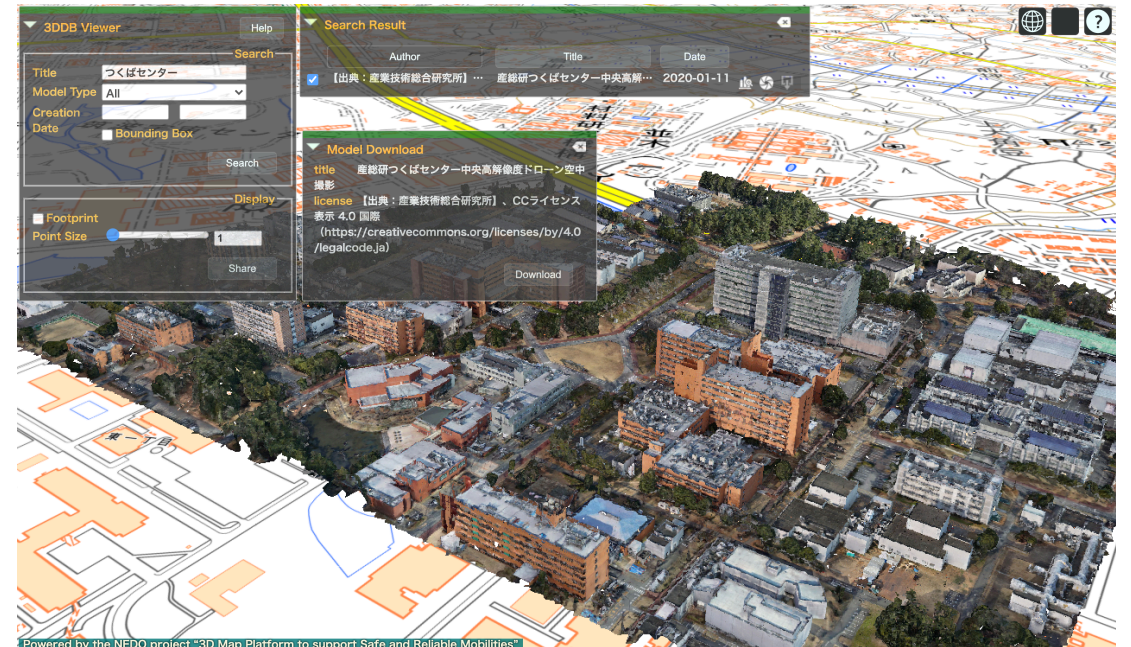 3DDB Viewer
Help
Search
Title つくばセンター
Model Type All
Creation
Date
Bounding Box
Search
Display
Footprint
Point Size 1
Share
Search Result
Author Title Date
【出典：産業技術総合研究所】… 産総研つくばセンター中央高解… 2020-01-11
Model Download
title 産総研つくばセンター中央高解像度ドローン空中
撮影
license 【出典：産業技術総合研究所】、CCライセンス
表示 4.0 国際
（https://creativecommons.org/licenses/by/4.0
/legalcode.ja）
Download
?
Powered by the NEDO project "3D Map Platform to support Safe and Reliable Mobilities"